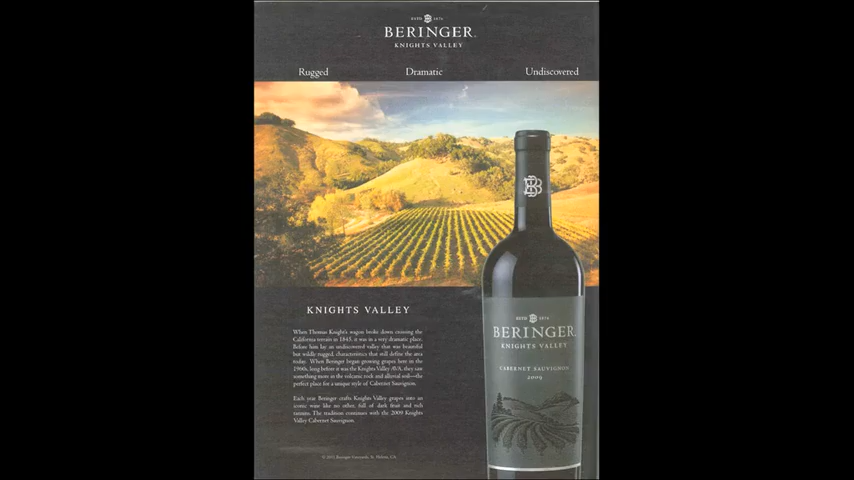 ESTD 1876
BERINGER.
KNIGHTS VALLEY
Rugged Dramatic Undiscovered
KNIGHTS VALLEY
When Thomas Knight's wagon broke down crossing the
California terrain in 1845, it was in a very dramatic place.
Before him lay an undiscovered valley that was beautiful
but wildly rugged, characteristics that still define the area
today. When Beringer began growing grapes here in the
1960s, long before it was the Knights Valley AVA, they saw
something more in the volcanic rock and alluvial soil—the
perfect place for a unique style of Cabernet Sauvignon.
Each year Beringer crafts Knights Valley grapes into an
iconic wine like no other, full of dark fruit and rich
tannins. The tradition continues with the 2009 Knights
Valley Cabernet Sauvignon.
Beringer Vineyards, St. Helena, CA
ESTD 1876
BERINGER.
KNIGHTS VALLEY
CABERNET SAUVIGNON
2009